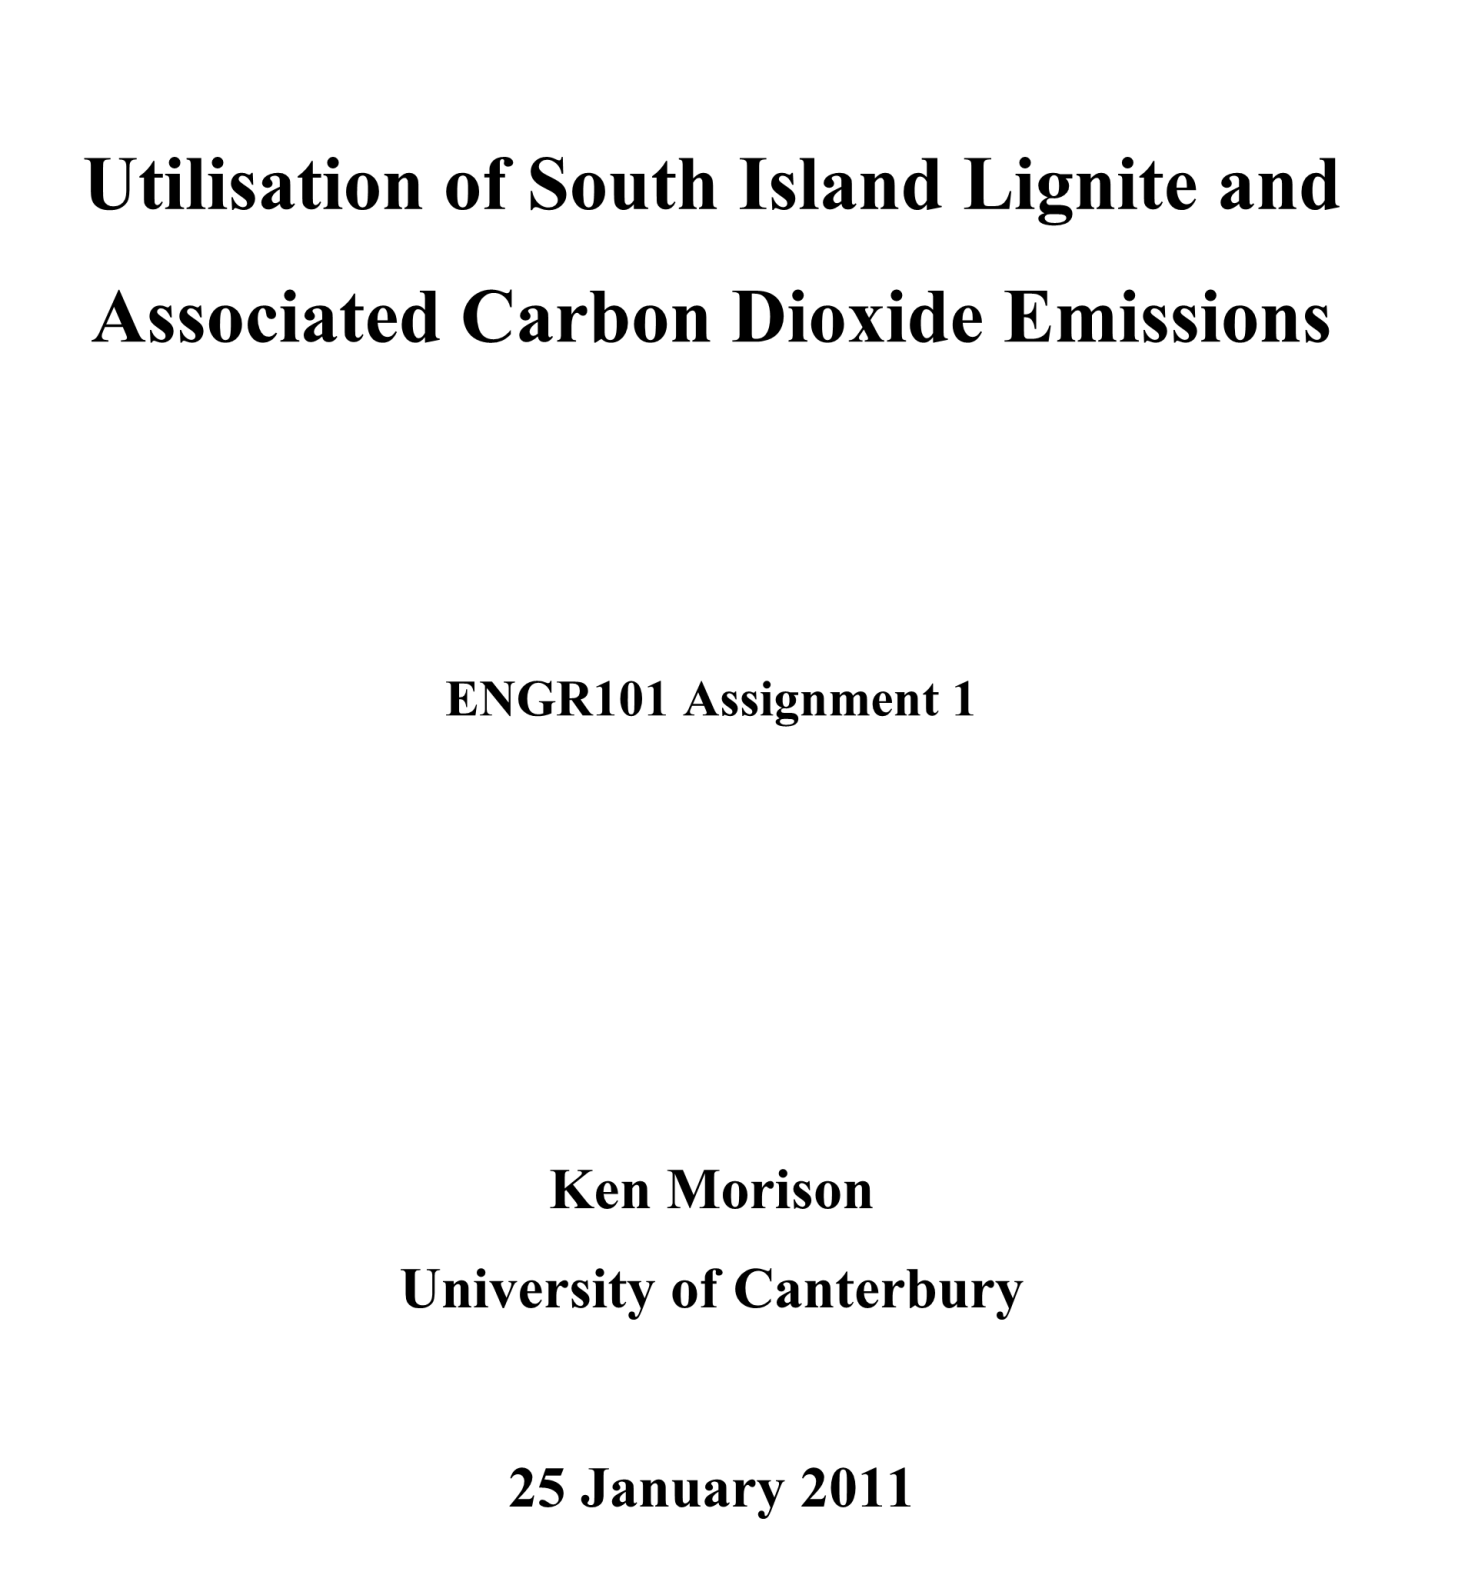 Utilisation of South Island Lignite and
Associated Carbon Dioxide Emissions
ENGR101 Assignment 1
Ken Morison
University of Canterbury
25 January 2011